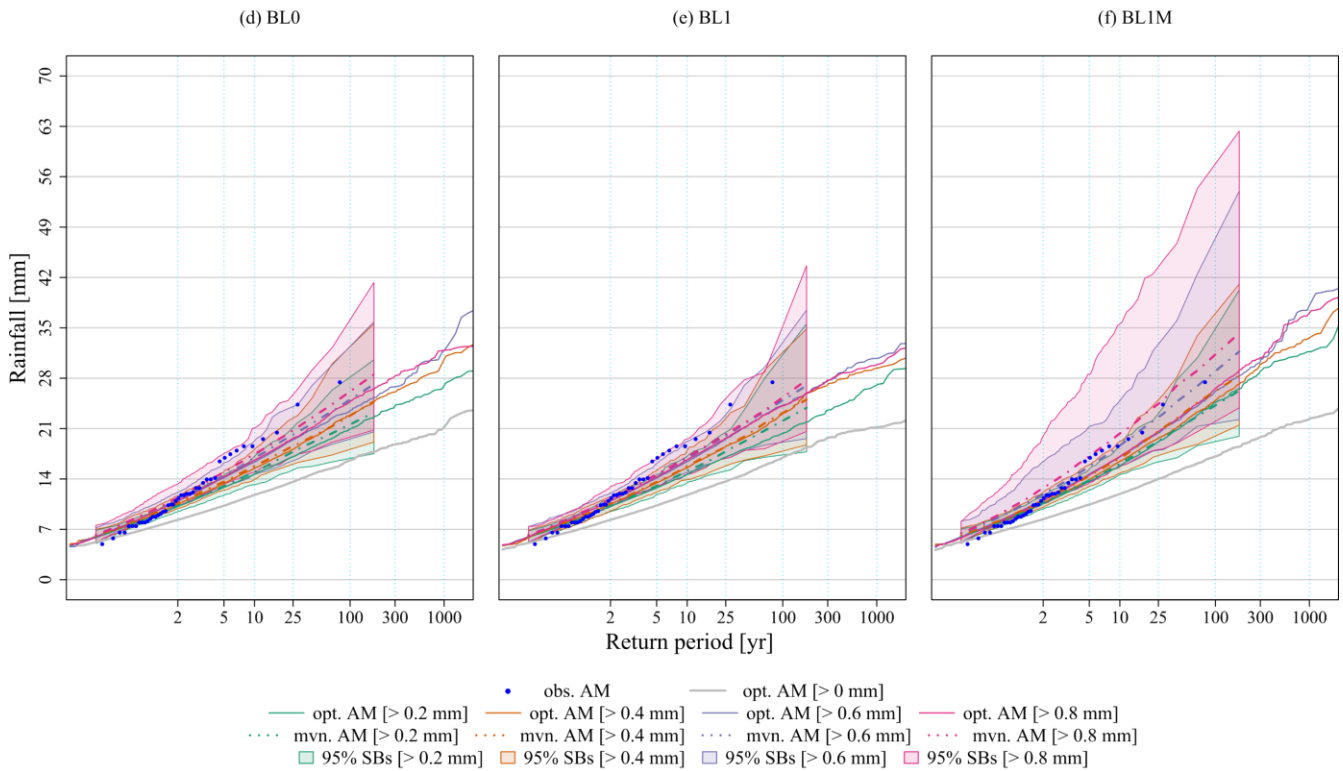 (d) BL0 (e) BL1 (f) BL1M
Rainfall [mm]
70
63
56
49
42
35
28
21
14
7
0
2 5 10 25 100 300 1000 2 5 10 25 100 300 1000 2 5 10 25 100 300 1000
Return period [yr]
obs. AM opt. AM [> 0 mm]
opt. AM [> 0.2 mm] opt. AM [> 0.4 mm] opt. AM [> 0.6 mm] opt. AM [> 0.8 mm]
mvn. AM [> 0.2 mm] mvn. AM [> 0.4 mm] mvn. AM [> 0.6 mm] mvn. AM [> 0.8 mm]
95% SBs [> 0.2 mm] 95% SBs [> 0.4 mm] 95% SBs [> 0.6 mm] 95% SBs [> 0.8 mm]